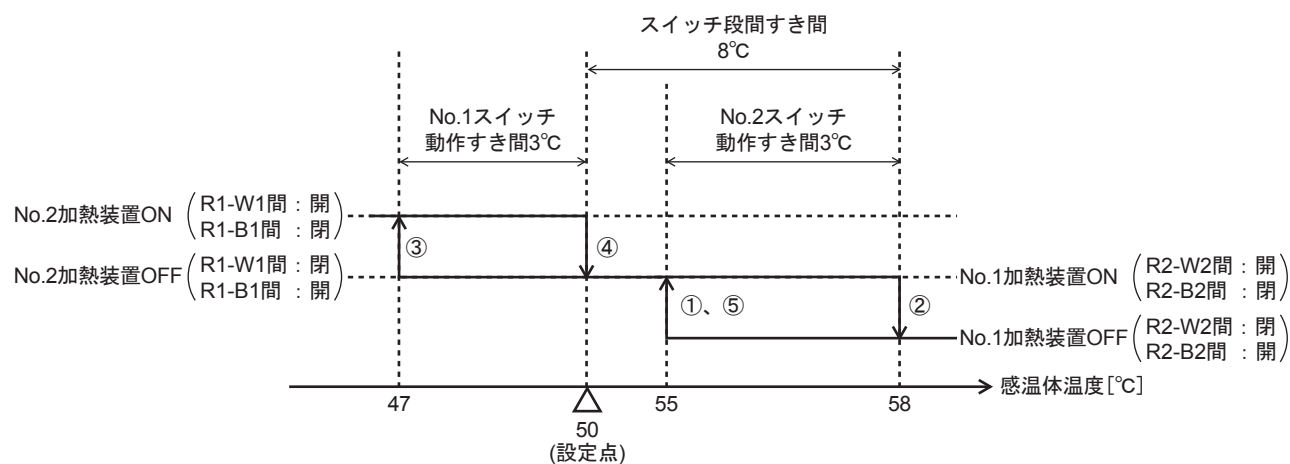 スイッチ段間すき間
8℃
No.1スイッチ
動作すき間3℃
No.2スイッチ
動作すき間3℃
No.2加熱装置ON (R1-W1間：開
R1-B1間：閉)
③
④
No.2加熱装置OFF (R1-W1間：閉
R1-B1間：開)
①、⑤
②
No.1加熱装置ON (R2-W2間：開
R2-B2間：閉)
No.1加熱装置OFF (R2-W2間：閉
R2-B2間：開)
感温体温度[℃]
47
50
(設定点)
55
58